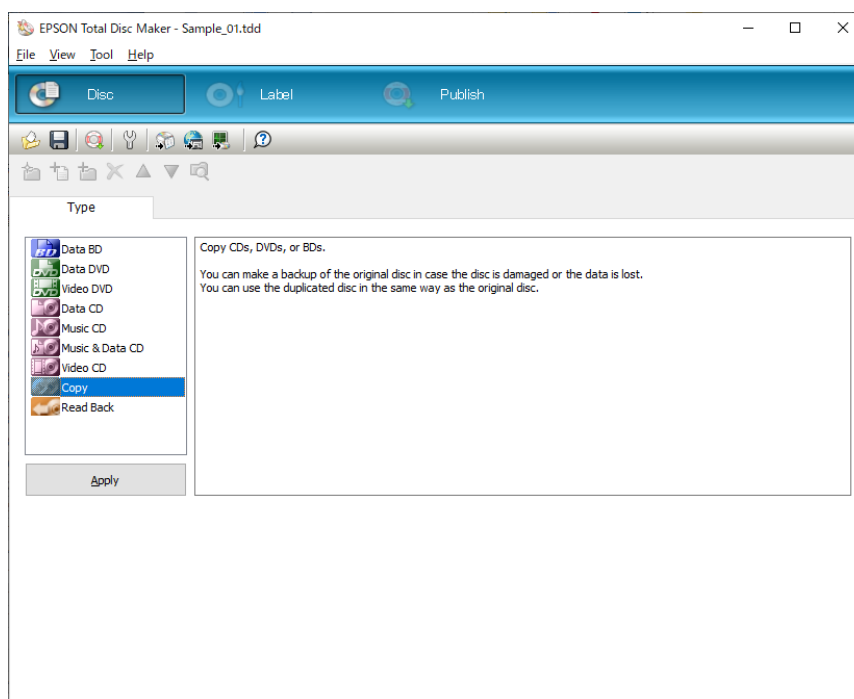 EPSON Total Disc Maker - Sample_01.tdd
File View Tool Help
Disc Label Publish
Type
Data BD
Data DVD
Video DVD
Data CD
Music CD
Music & Data CD
Video CD
Copy
Read Back
Apply
Copy CDs, DVDs, or BDs.
You can make a backup of the original disc in case the disc is damaged or the data is lost.
You can use the duplicated disc in the same way as the original disc.